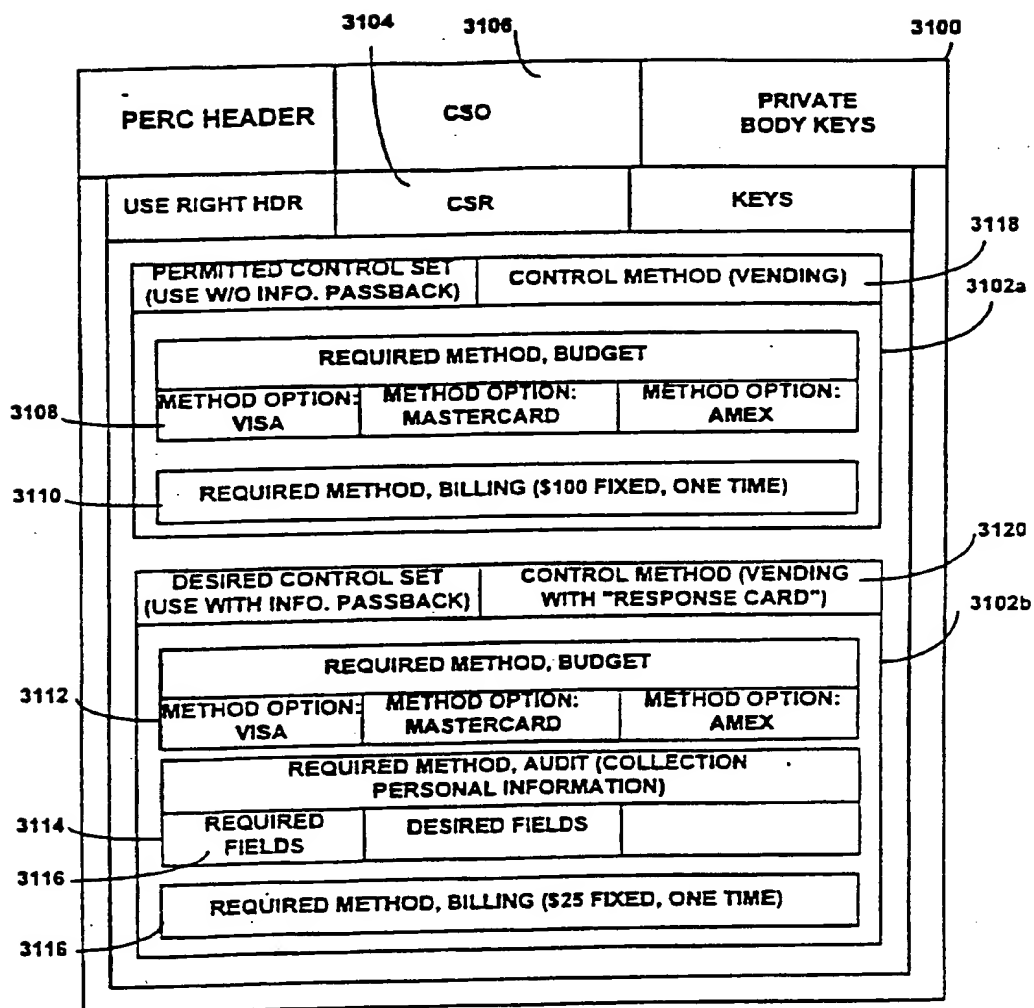 3104
3106
3100
PERC HEADER
CSO
PRIVATE
BODY KEYS
USE RIGHT HDR
CSR
KEYS
3118
PERMITTED CONTROL SET
(USE W/O INFO. PASSBACK)
CONTROL METHOD (VENDING)
3102a
REQUIRED METHOD, BUDGET
3108
METHOD OPTION:
VISA
METHOD OPTION:
MASTERCARD
METHOD OPTION:
AMEX
3110
REQUIRED METHOD, BILLING ($100 FIXED, ONE TIME)
3120
DESIRED CONTROL SET
(USE WITH INFO. PASSBACK)
CONTROL METHOD (VENDING
WITH "RESPONSE CARD")
3102b
REQUIRED METHOD, BUDGET
3112
METHOD OPTION:
VISA
METHOD OPTION:
MASTERCARD
METHOD OPTION:
AMEX
REQUIRED METHOD, AUDIT (COLLECTION
PERSONAL INFORMATION)
3114
REQUIRED
FIELDS
DESIRED FIELDS
3116
REQUIRED METHOD, BILLING ($25 FIXED, ONE TIME)
3116